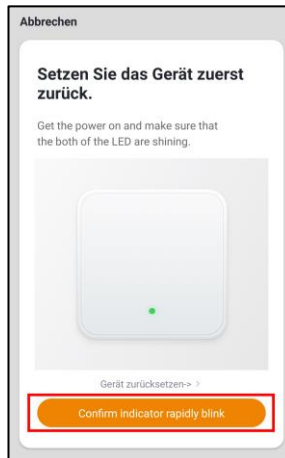 Abbrechen
Setzen Sie das Gerät zuerst
zurück.
Get the power on and make sure that
the both of the LED are shining.
Gerät zurücksetzen-> >
Confirm indicator rapidly blink